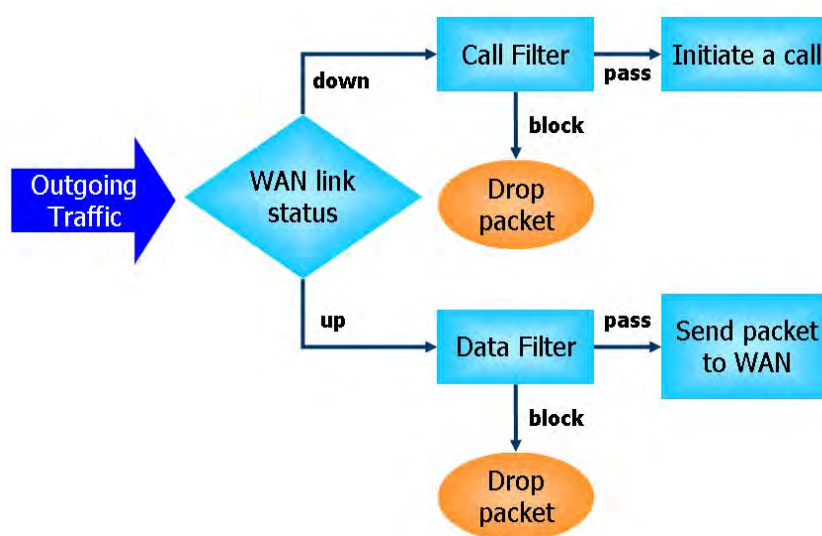 Outgoing
Traffic
WAN link
status
down
Call Filter
pass
Initiate a call
block
Drop
packet
up
Data Filter
pass
Send packet
to WAN
block
Drop
packet